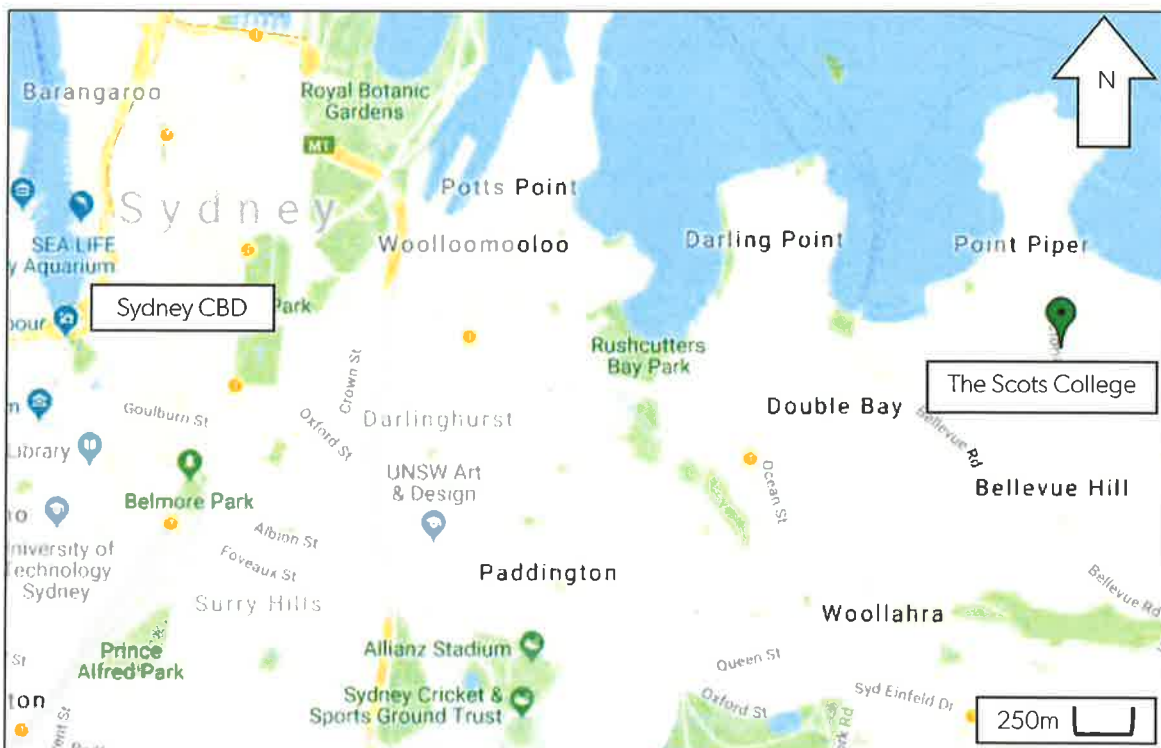 N
Barangaroo
Royal Botanic
Gardens
M1
Potts Point
Sydney
Woolloomooloo
Darling Point
Point Piper
SEA LIFE
y Aquarium
Sydney CBD
Park
our
Rushcutters
Bay Park
The Scots College
Crown St
Double Bay
Goulburn St
Oxford St
Darlinghurst
Bellevue Rd
Library
UNSW Art
& Design
Ocean St
Bellevue Hill
Belmore Park
Albion St
niversity of
Technology
Sydney
Foveaux St
Paddington
Bellevue Rd
Surry Hills
Woollahra
Prince
Alfred Park
St
Allianz Stadium
Queen St
Sydney Cricket &
Sports Ground Trust
Oxford St
Syd Einfeld Dr
ton
250m